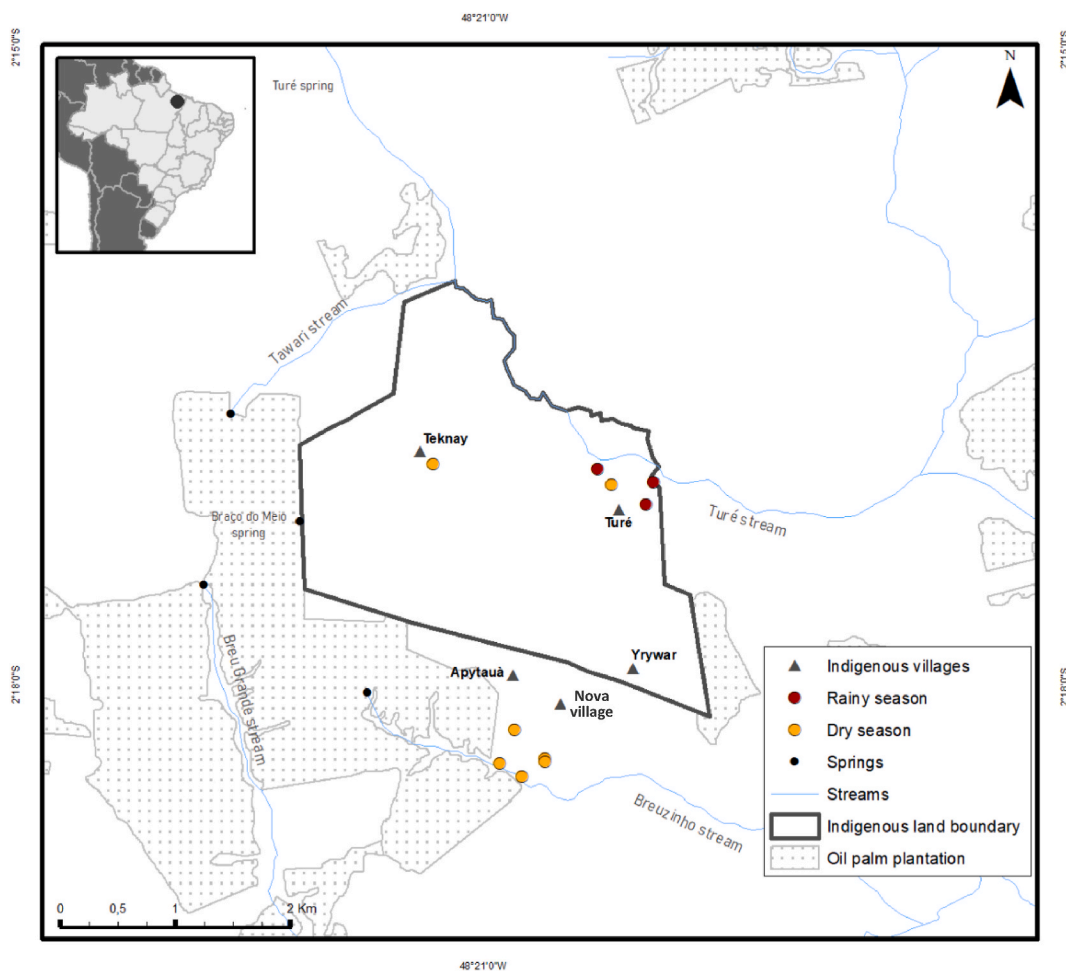 48°21'0"W
2°15'0"S
2°15'0"S
N
Turé spring
Tawari stream
Teknay
Braço do Meio
spring
Turé
Turé stream
Breu Grande stream
Apytauà
Yrywar
Nova
village
2°18'0"S
2°18'0"S
Breuzinho stream
Indigenous villages
Rainy season
Dry season
Springs
Streams
Indigenous land boundary
Oil palm plantation
0 0,5 1 2 Km
48°21'0"W